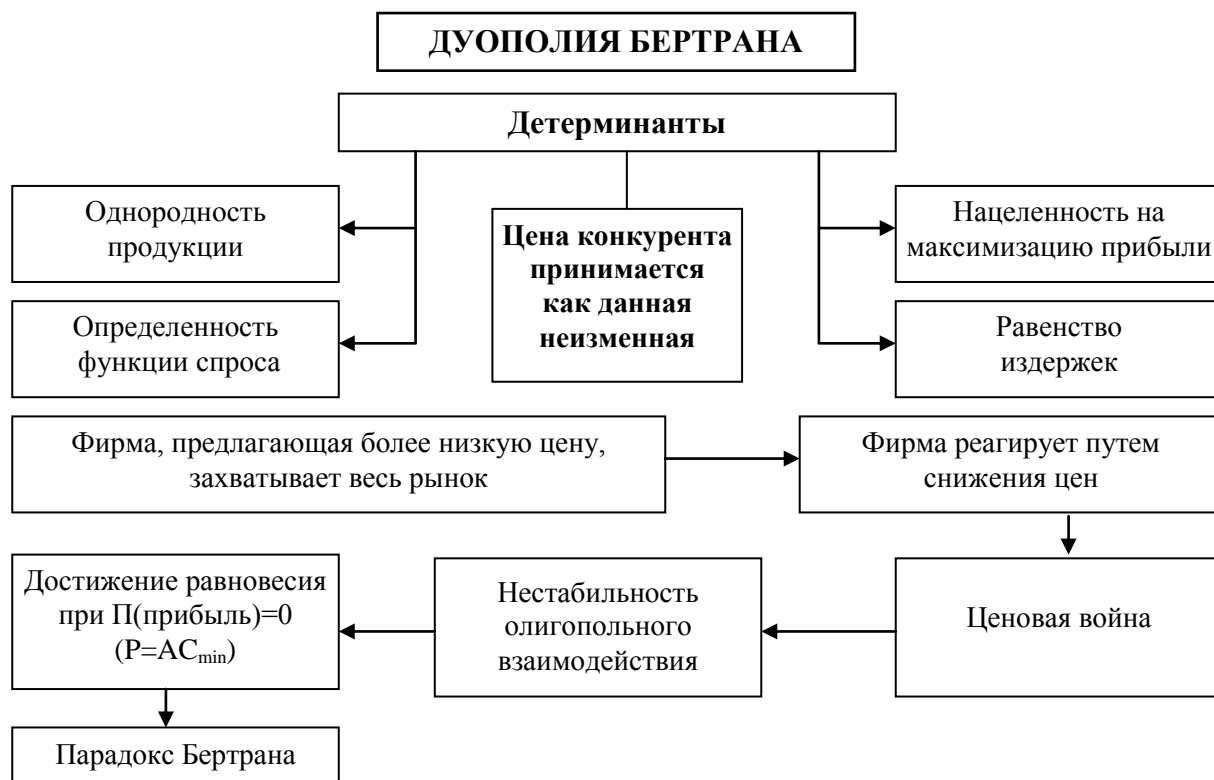 ДУОПОЛИЯ БЕРТРАНА
Детерминанты
Однородность
продукции
Цена конкурента
принимается
как данная
неизменная
Нацеленность на
максимизацию прибыли
Определенность
функции спроса
Равенство
издержек
Фирма, предлагающая более низкую цену,
захватывает весь рынок
Фирма реагирует путем
снижения цен
Достижение равновесия
при П(прибыль)=0
(P=ACmin)
Нестабильность
олигопольного
взаимодействия
Ценовая война
Парадокс Бертрана